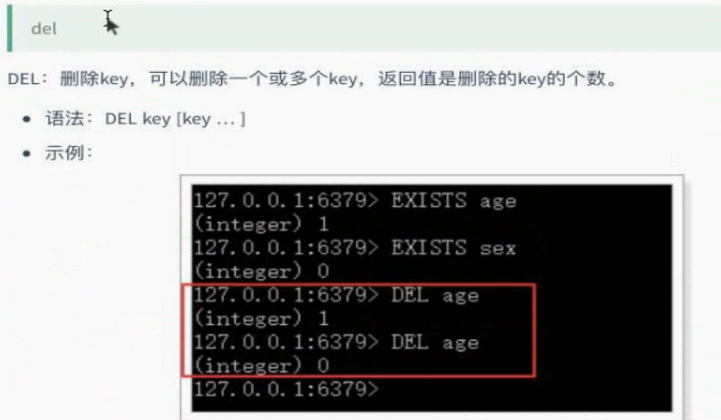 del
DEL：删除key，可以删除一个或多个key，返回值是删除的key的个数。
• 语法：DEL key [key … ]
• 示例：
127.0.0.1:6379> EXISTS age
(integer) 1
127.0.0.1:6379> EXISTS sex
(integer) 0
127.0.0.1:6379> DEL age
(integer) 1
127.0.0.1:6379> DEL age
(integer) 0
127.0.0.1:6379>